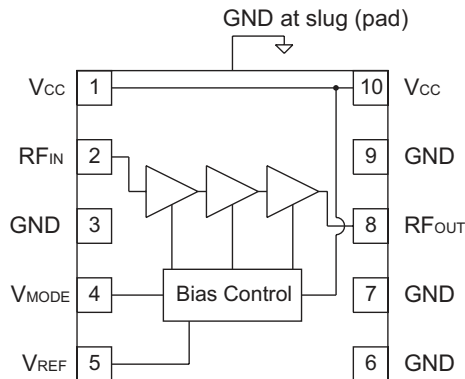 GND at slug (pad)
VCC 1 10 VCC
RFIN 2 9 GND
GND 3 8 RFOUT
VMODE 4 Bias Control 7 GND
VREF 5 6 GND